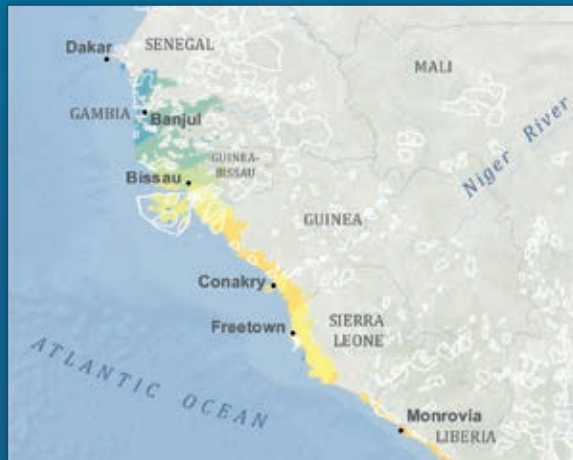 Dakar
SENEGAL
MALI
GAMBIA
Banjul
Niger River
GUINEA-
BISSAU
Bissau
GUINEA
Conakry
Freetown
SIERRA
LEONE
ATLANTIC OCEAN
Monrovia
LIBERIA